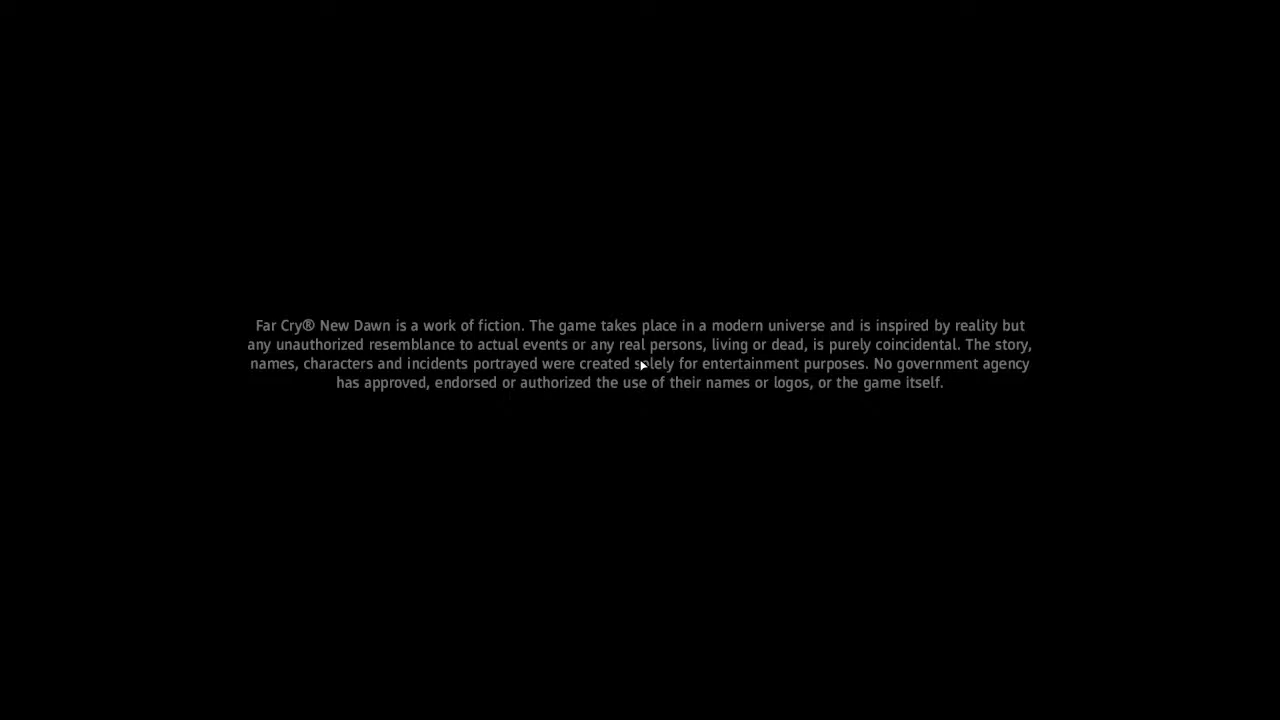 Far Cry® New Dawn is a work of fiction. The game takes place in a modern universe and is inspired by reality but
any unauthorized resemblance to actual events or any real persons, living or dead, is purely coincidental. The story,
names, characters and incidents portrayed were created solely for entertainment purposes. No government agency
has approved, endorsed or authorized the use of their names or logos, or the game itself.